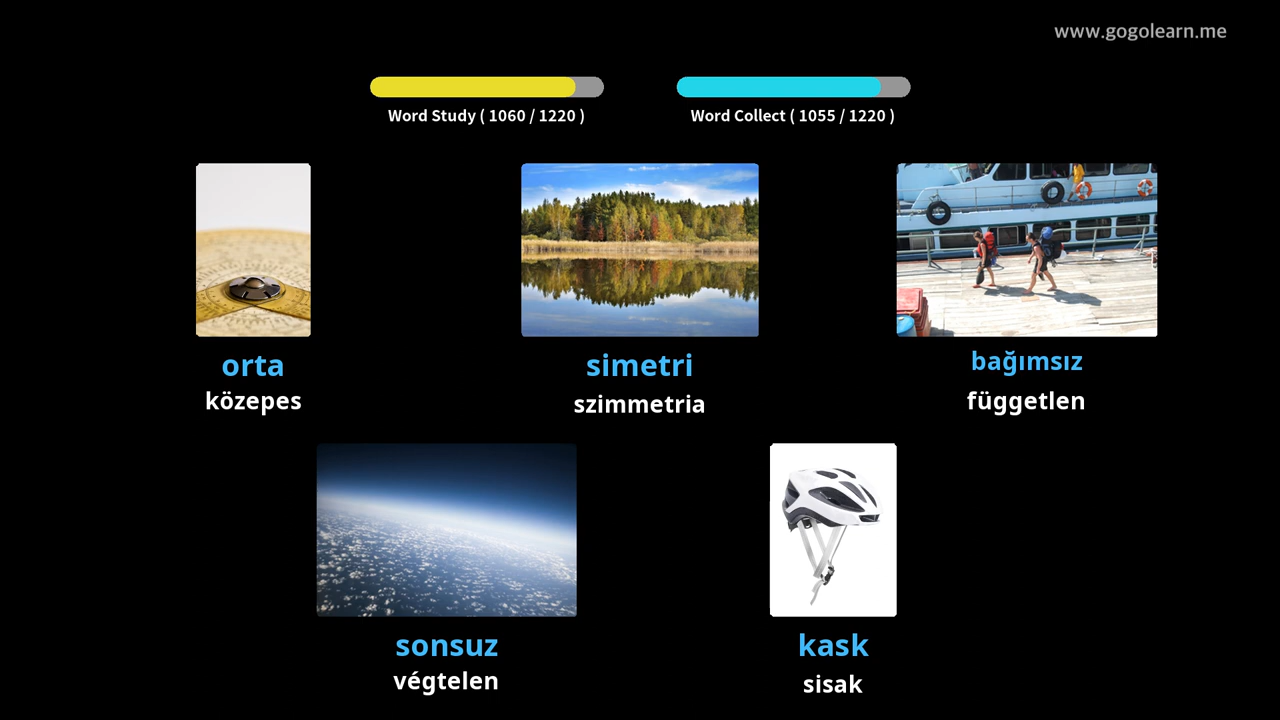 www.gogolearn.me
Word Study ( 1060 / 1220 )
Word Collect ( 1055 / 1220 )
orta
közepes
simetri
szimmetria
bağımsız
független
sonsuz
végtelen
kask
sisak